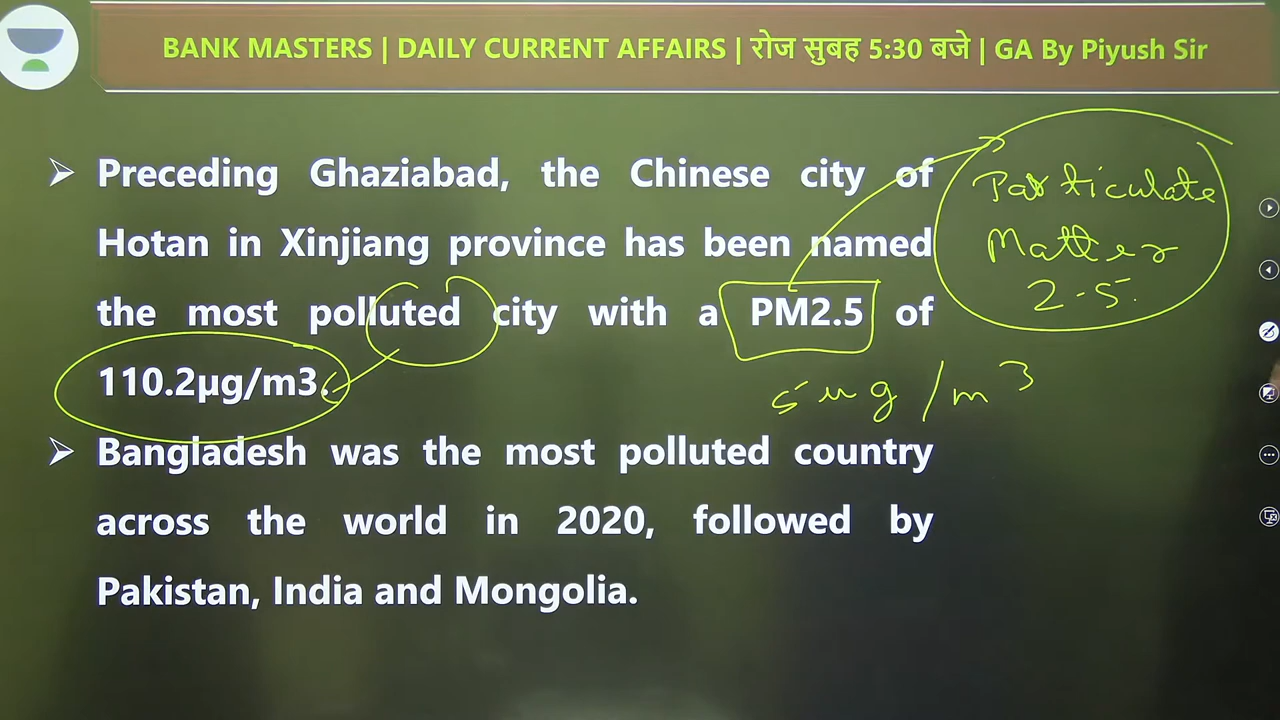 BANK MASTERS | DAILY CURRENT AFFAIRS | रोज सुबह 5:30 बजे | GA By Piyush Sir
Preceding Ghaziabad, the Chinese city of
Hotan in Xinjiang province has been named
the most polluted city with a PM2.5 of
110.2µg/m3.
Bangladesh was the most polluted country
across the world in 2020, followed by
Pakistan, India and Mongolia.
Particulate
Matter
2.5
5 ug/m3